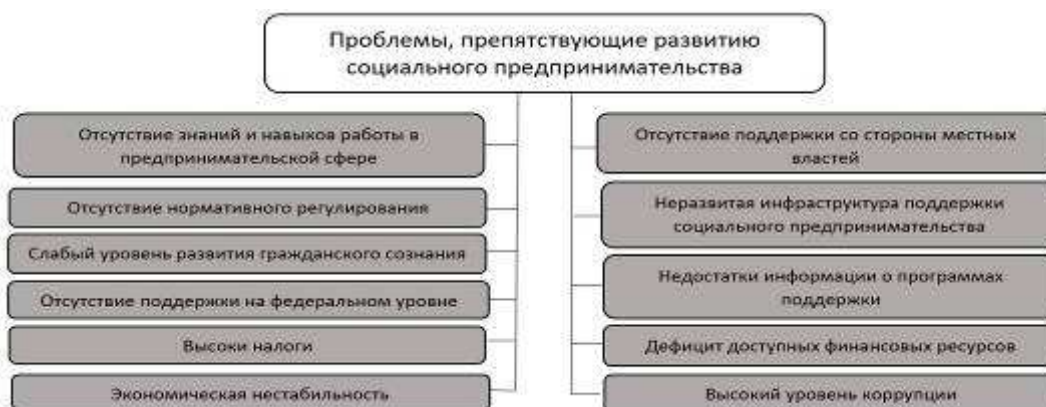 Проблемы, препятствующие развитию
социального предпринимательства
Отсутствие знаний и навыков работы в
предпринимательской сфере
Отсутствие нормативного регулирования
Слабый уровень развития гражданского сознания
Отсутствие поддержки на федеральном уровне
Высоки налоги
Экономическая нестабильность
Отсутствие поддержки со стороны местных
властей
Неразвитая инфраструктура поддержки
социального предпринимательства
Недостатки информации о программах
поддержки
Дефицит доступных финансовых ресурсов
Высокий уровень коррупции